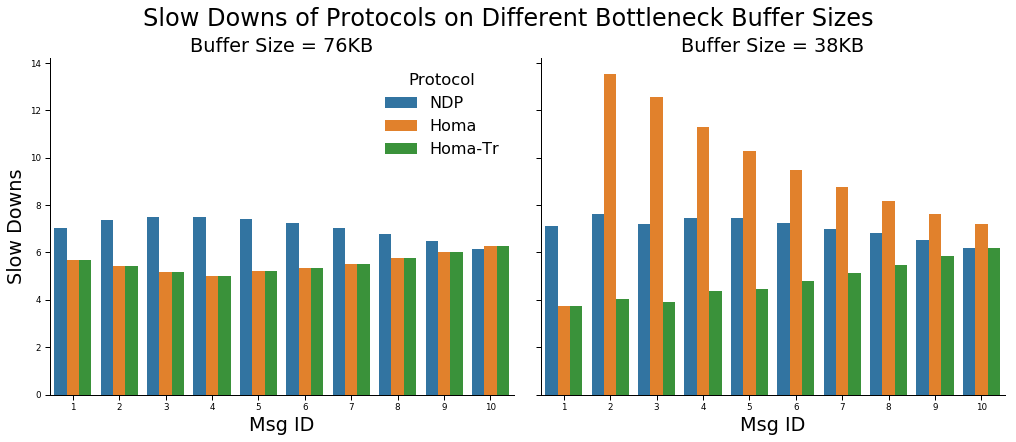 Slow Downs of Protocols on Different Bottleneck Buffer Sizes
Buffer Size = 76KB
Buffer Size = 38KB
Protocol
NDP
Homa
Homa-Tr
Slow Downs
14
12
10
8
6
4
2
0
1 2 3 4 5 6 7 8 9 10
1 2 3 4 5 6 7 8 9 10
Msg ID
Msg ID